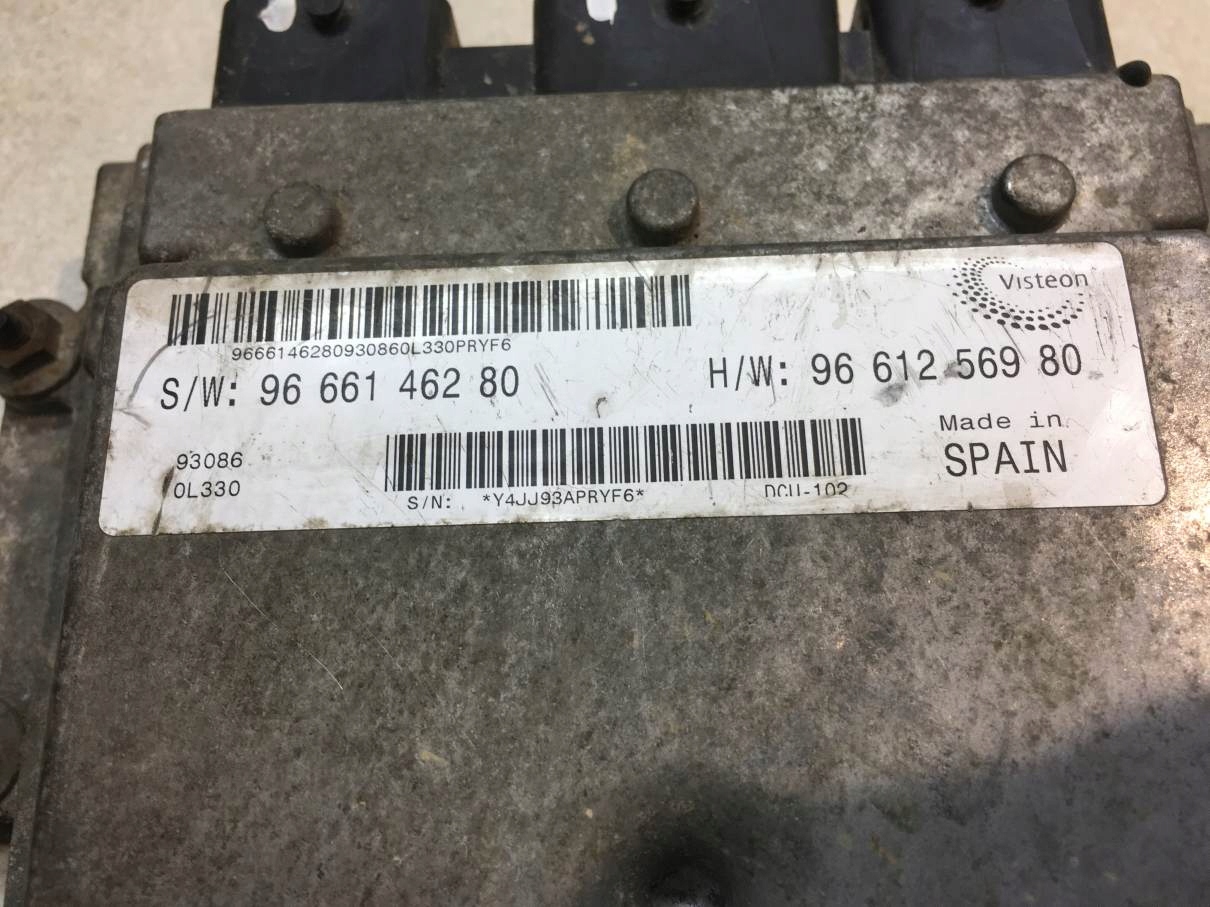 Visteon
9666146280930860L330PRYF6
S/W: 96 661 462 80
H/W: 96 612 569 80
Made in
SPAIN
93086
0L330
S/N: *Y4JJ93APRYF6*
DCU-102